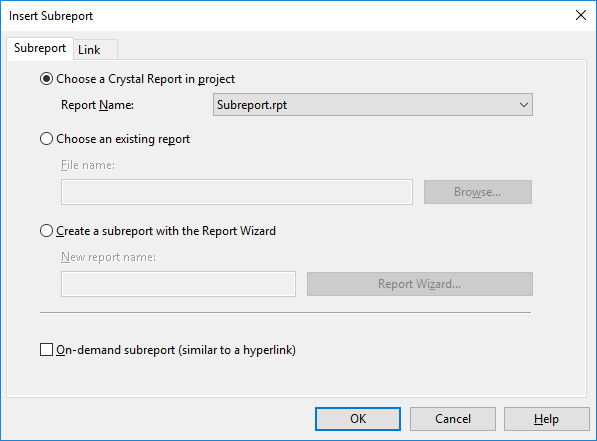 Insert Subreport
Subreport Link
Choose a Crystal Report in project
Report Name: Subreport.rpt
Choose an existing report
File name:
Browse...
Create a subreport with the Report Wizard
New report name:
Report Wizard...
On-demand subreport (similar to a hyperlink)
OK Cancel Help